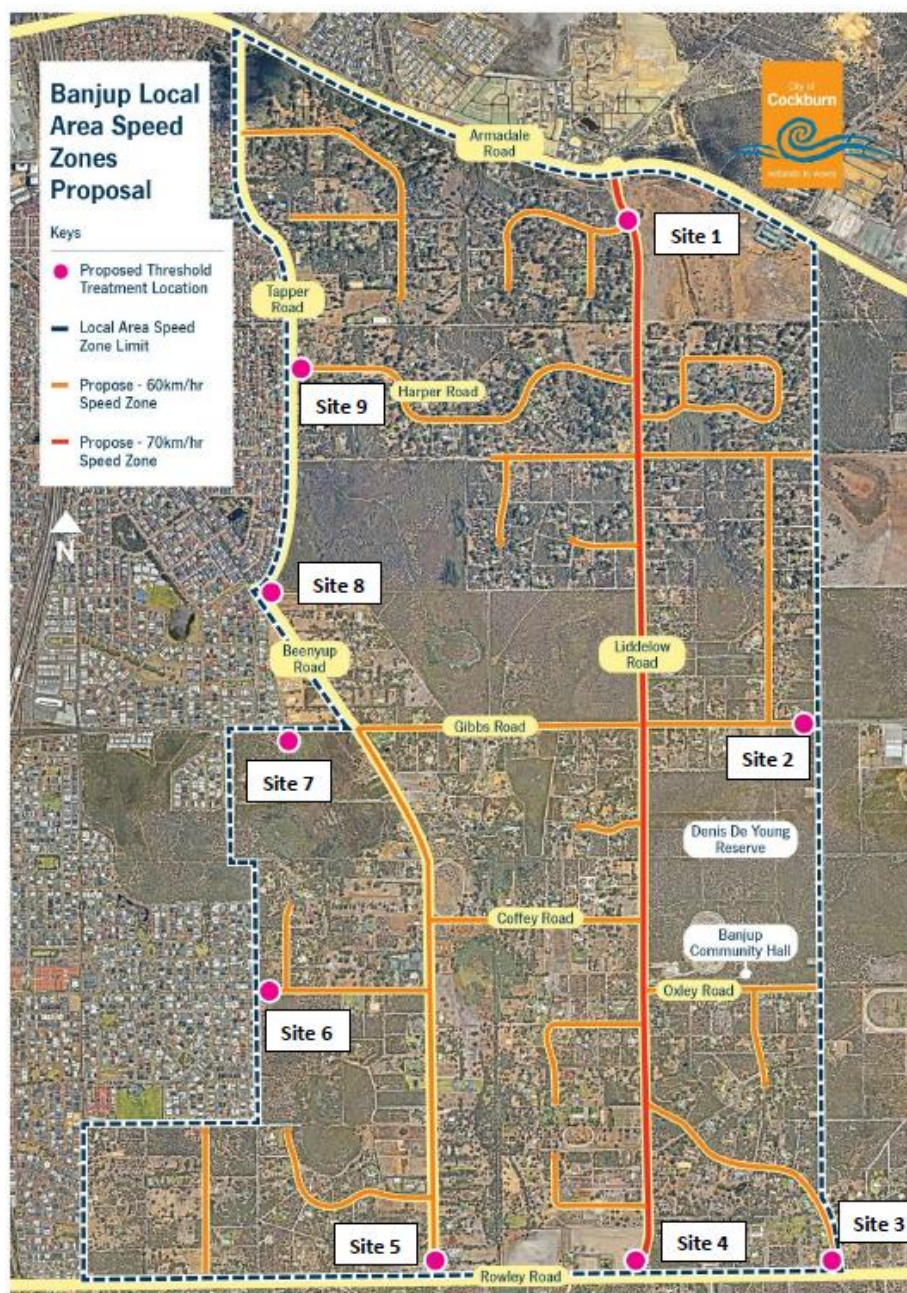 Banjup Local
Area Speed
Zones
Proposal
Keys
Proposed Threshold
Treatment Location
Local Area Speed
Zone Limit
Propose - 60km/hr
Speed Zone
Propose - 70km/hr
Speed Zone
N
City of
Cockburn
wetlands to waves
Armadale
Road
Site 1
Tapper
Road
Site 9
Harper Road
Site 8
Beenyup
Road
Liddelow
Road
Gibbs Road
Site 7
Site 2
Denis De Young
Reserve
Coffey Road
Banjup
Community Hall
Oxley Road
Site 6
Site 3
Site 5
Site 4
Rowley Road